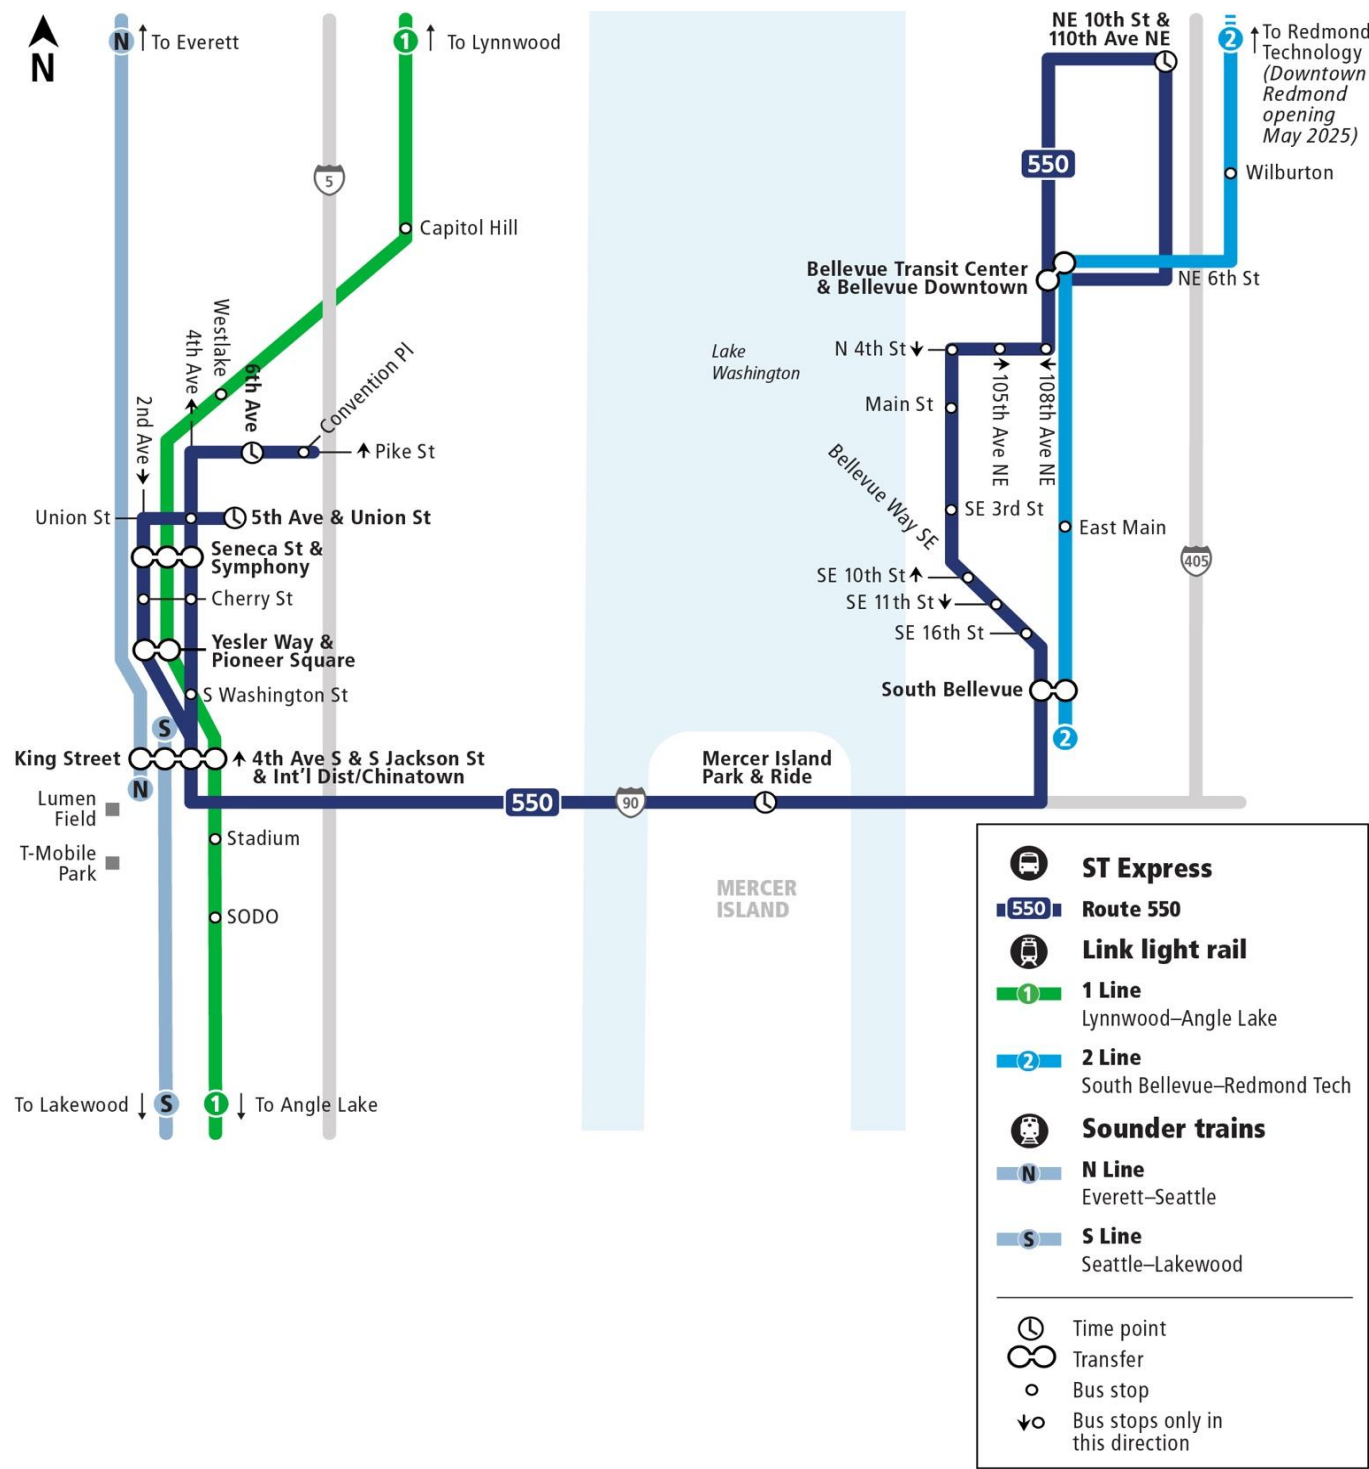 N
N
To Everett
1
To Lynnwood
5
Capitol Hill
Westlake
4th Ave
6th Ave
2nd Ave
Convention Pl
Pike St
Union St
5th Ave & Union St
Seneca St &
Symphony
Cherry St
Yesler Way &
Pioneer Square
S Washington St
S
King Street
4th Ave S & S Jackson St
& Int'l Dist/Chinatown
N
Lumen
Field
T-Mobile
Park
Stadium
SODO
To Lakewood
S
1
To Angle Lake
550
90
Mercer Island
Park & Ride
MERCER
ISLAND
Lake
Washington
NE 10th St &
110th Ave NE
2
To Redmond
Technology
(Downtown
Redmond
opening
May 2025)
550
Wilburton
Bellevue Transit Center
& Bellevue Downtown
NE 6th St
N 4th St
105th Ave NE
108th Ave NE
Main St
Bellevue Way SE
SE 3rd St
East Main
405
SE 10th St
SE 11th St
SE 16th St
South Bellevue
2
ST Express
550
Route 550
Link light rail
1
1 Line
Lynnwood–Angle Lake
2
2 Line
South Bellevue–Redmond Tech
Sounder trains
N
N Line
Everett–Seattle
S
S Line
Seattle–Lakewood
Time point
Transfer
Bus stop
Bus stops only in
this direction